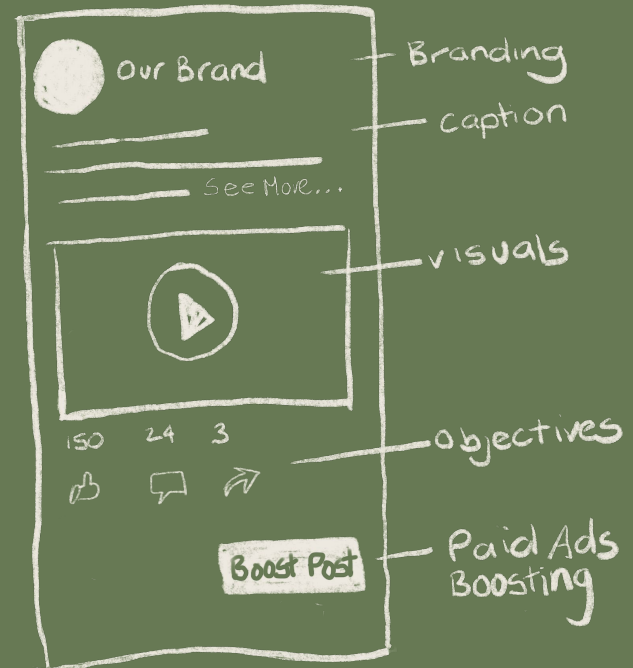 Our Brand
Branding
Caption
See More...
visuals
150 24 3
Objectives
Boost Post
Paid Ads
Boosting